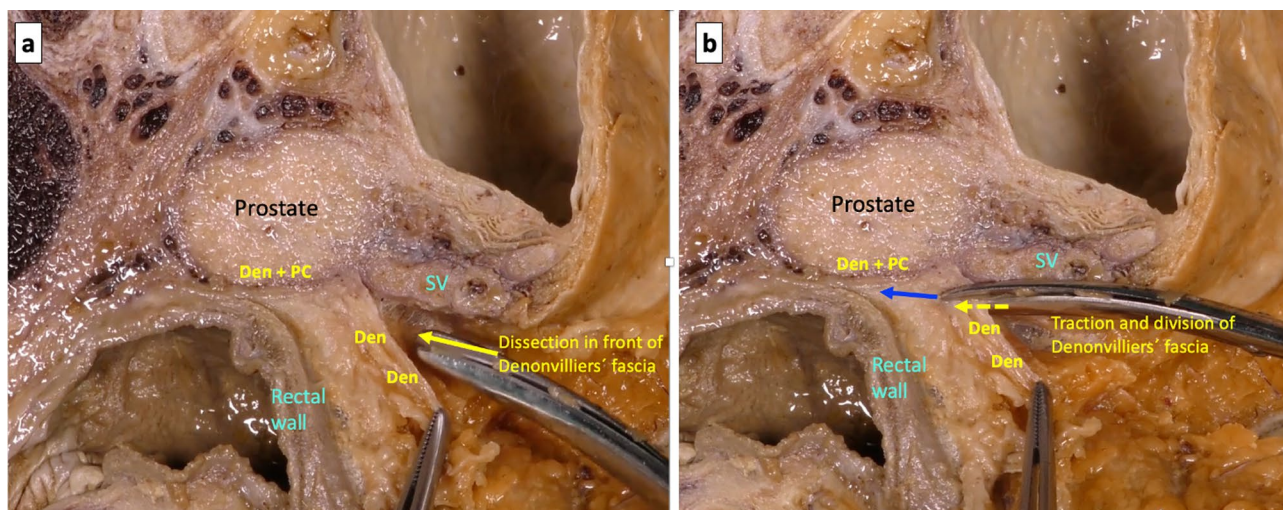 a
Prostate
Den + PC
SV
Den
Dissection in front of
Denonvilliers´ fascia
Den
Rectal
wall
b
Prostate
Den + PC
SV
Den
Traction and division of
Denonvilliers´ fascia
Den
Rectal
wall